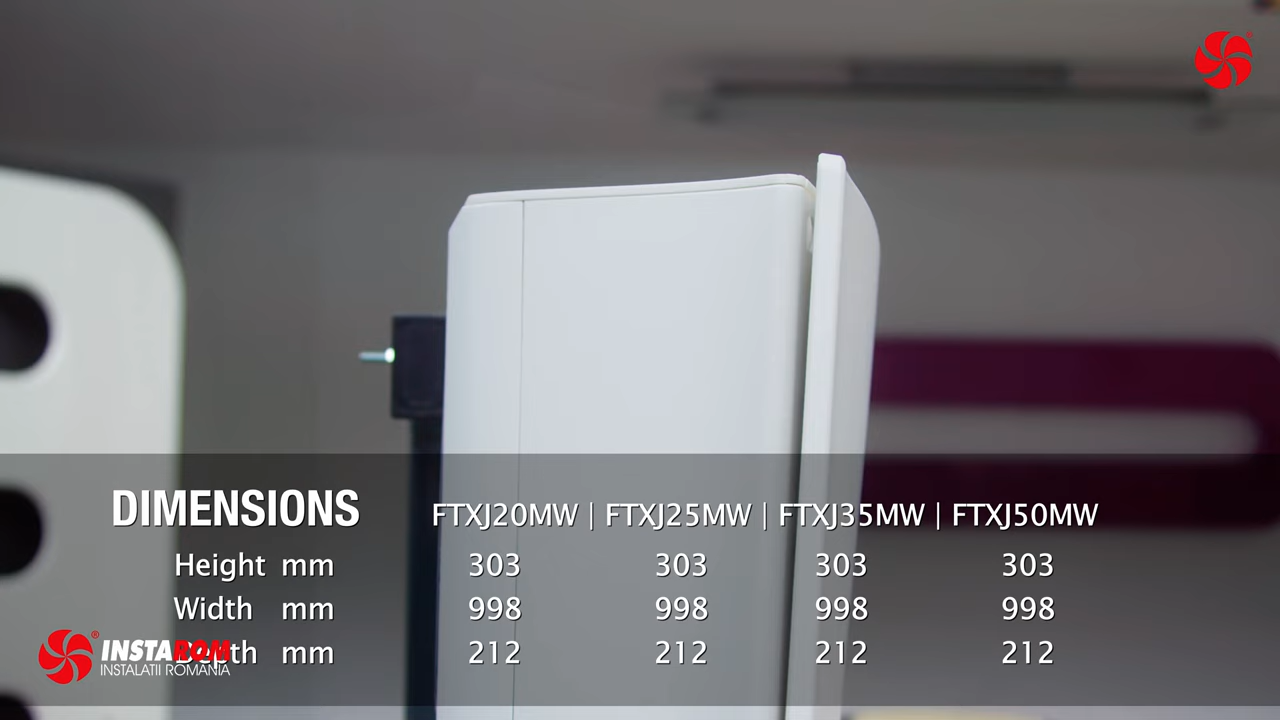 DIMENSIONS FTXJ20MW | FTXJ25MW | FTXJ35MW | FTXJ50MW
Height mm 303 303 303 303
Width mm 998 998 998 998
Depth mm 212 212 212 212
INSTAROM
INSTALATII ROMANIA